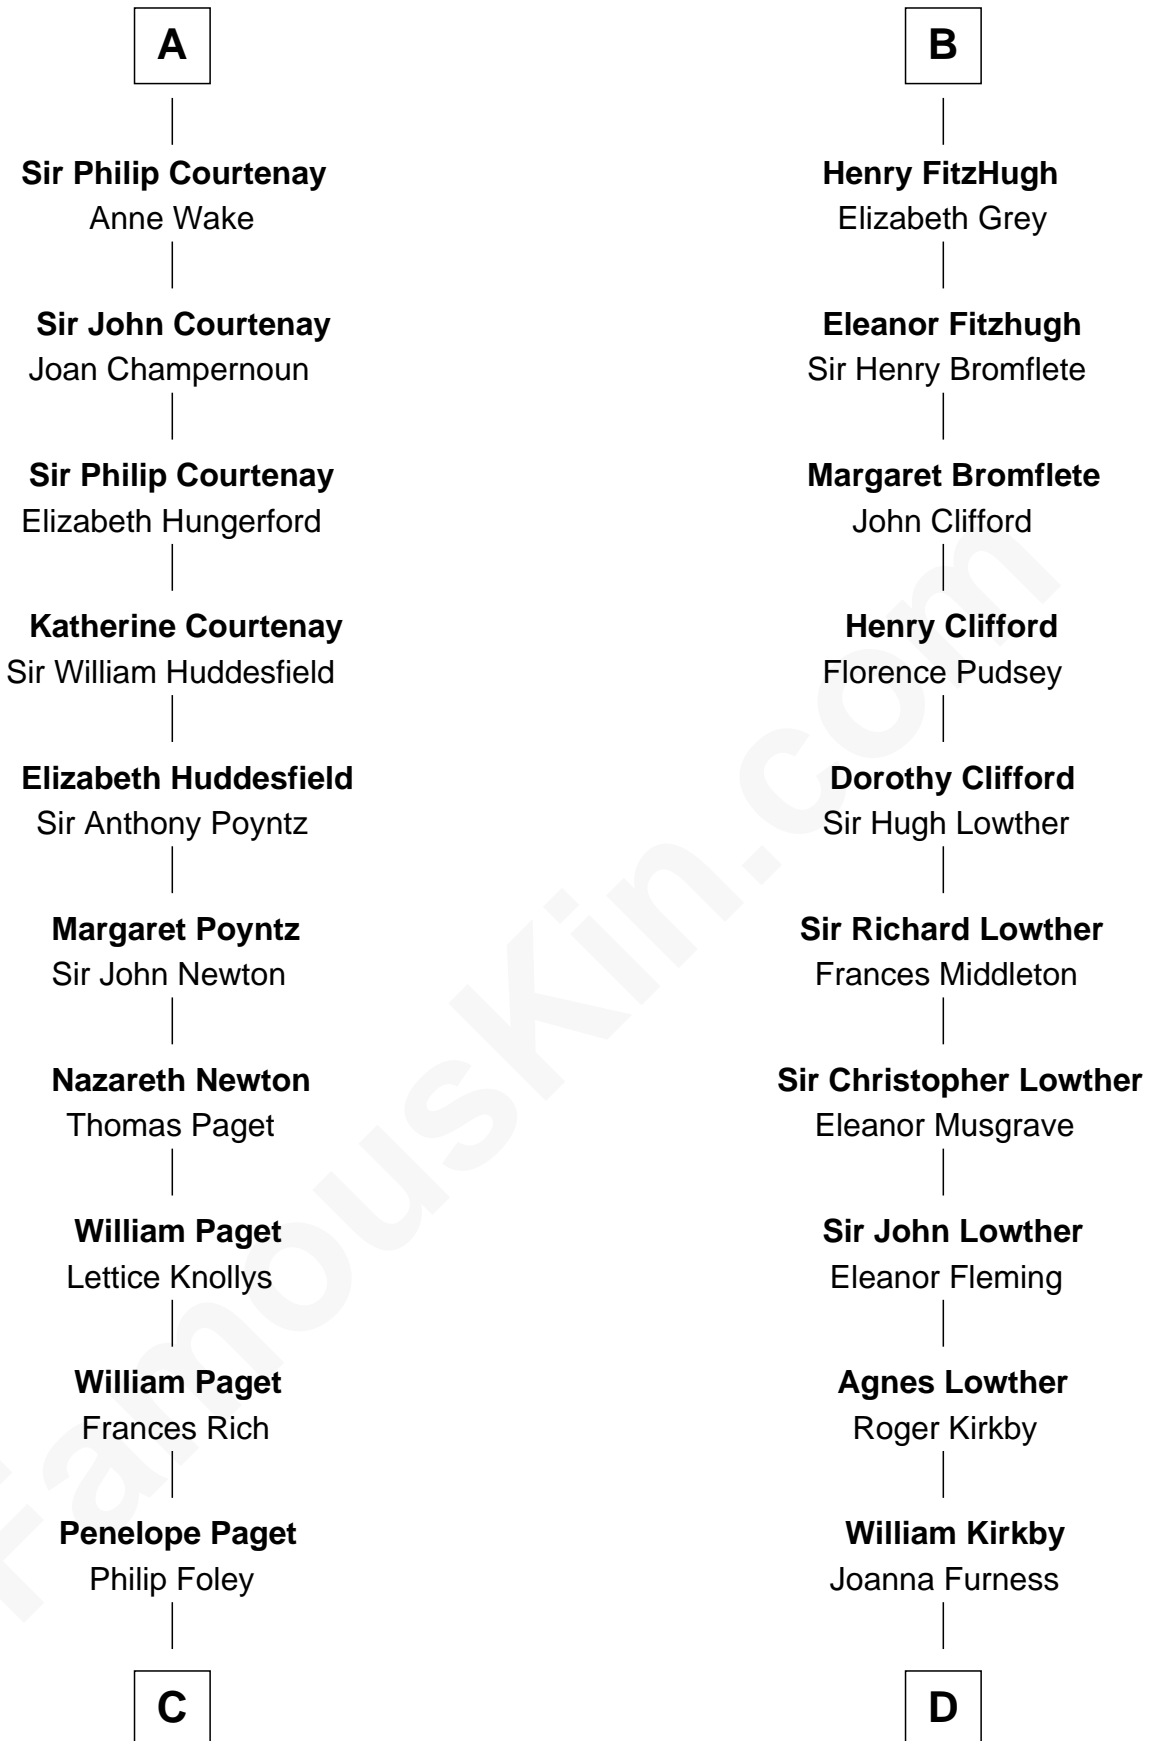 A
Sir Philip Courtenay
Anne Wake
Sir John Courtenay
Joan Champernoun
Sir Philip Courtenay
Elizabeth Hungerford
Katherine Courtenay
Sir William Huddesfield
Elizabeth Huddesfield
Sir Anthony Poyntz
Margaret Poyntz
Sir John Newton
Nazareth Newton
Thomas Paget
William Paget
Lettice Knollys
William Paget
Frances Rich
Penelope Paget
Philip Foley
C
B
Henry FitzHugh
Elizabeth Grey
Eleanor Fitzhugh
Sir Henry Bromflete
Margaret Bromflete
John Clifford
Henry Clifford
Florence Pudsey
Dorothy Clifford
Sir Hugh Lowther
Sir Richard Lowther
Frances Middleton
Sir Christopher Lowther
Eleanor Musgrave
Sir John Lowther
Eleanor Fleming
Agnes Lowther
Roger Kirkby
William Kirkby
Joanna Furness
D
FamousKin.com